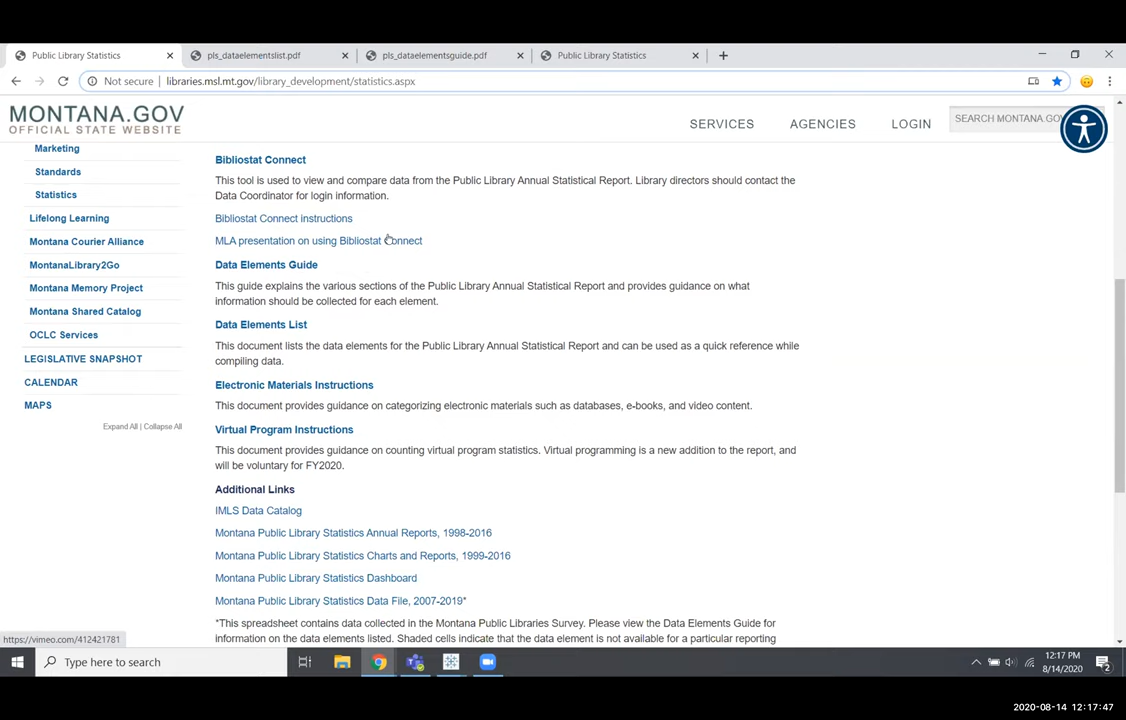 Public Library Statistics
pls_dataelementslist.pdf
pls_dataelementsguide.pdf
Public Library Statistics
Not secure
libraries.msl.mt.gov/library_development/statistics.aspx
MONTANA.GOV
OFFICIAL STATE WEBSITE
SERVICES
AGENCIES
LOGIN
SEARCH MONTANA.GOV
Marketing
Standards
Statistics
Lifelong Learning
Montana Courier Alliance
MontanaLibrary2Go
Montana Memory Project
Montana Shared Catalog
OCLC Services
LEGISLATIVE SNAPSHOT
CALENDAR
MAPS
Expand All | Collapse All
Bibliostat Connect
This tool is used to view and compare data from the Public Library Annual Statistical Report. Library directors should contact the
Data Coordinator for login information.
Bibliostat Connect instructions
MLA presentation on using Bibliostat Connect
Data Elements Guide
This guide explains the various sections of the Public Library Annual Statistical Report and provides guidance on what
information should be collected for each element.
Data Elements List
This document lists the data elements for the Public Library Annual Statistical Report and can be used as a quick reference while
compiling data.
Electronic Materials Instructions
This document provides guidance on categorizing electronic materials such as databases, e-books, and video content.
Virtual Program Instructions
This document provides guidance on counting virtual program statistics. Virtual programming is a new addition to the report, and
will be voluntary for FY2020.
Additional Links
IMLS Data Catalog
Montana Public Library Statistics Annual Reports, 1998-2016
Montana Public Library Statistics Charts and Reports, 1999-2016
Montana Public Library Statistics Dashboard
Montana Public Library Statistics Data File, 2007-2019*
*This spreadsheet contains data collected in the Montana Public Libraries Survey. Please view the Data Elements Guide for
information on the data elements listed. Shaded cells indicate that the data element is not available for a particular reporting
https://vimeo.com/412421781
Type here to search
12:17 PM
8/14/2020
2
2020-08-14 12:17:47